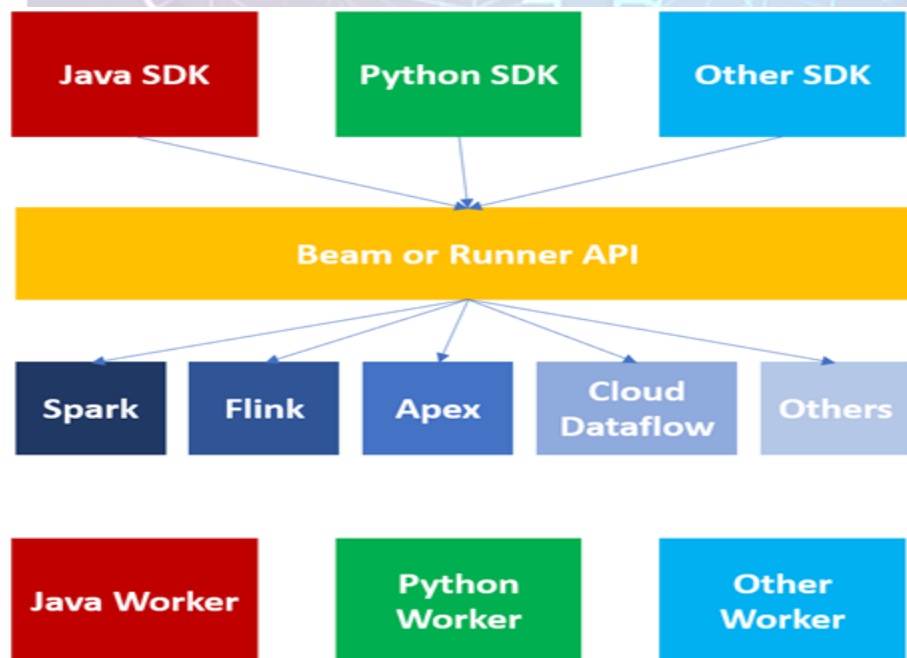 Java SDK
Python SDK
Other SDK
Beam or Runner API
Spark
Flink
Apex
Cloud
Dataflow
Others
Java Worker
Python
Worker
Other
Worker